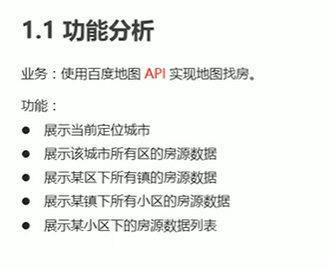 1.1 功能分析
业务：使用百度地图 API 实现地图找房。
功能：
● 展示当前定位城市
● 展示该城市所有区的房源数据
● 展示某区下所有镇的房源数据
● 展示某镇下所有小区的房源数据
● 展示某小区下的房源数据列表